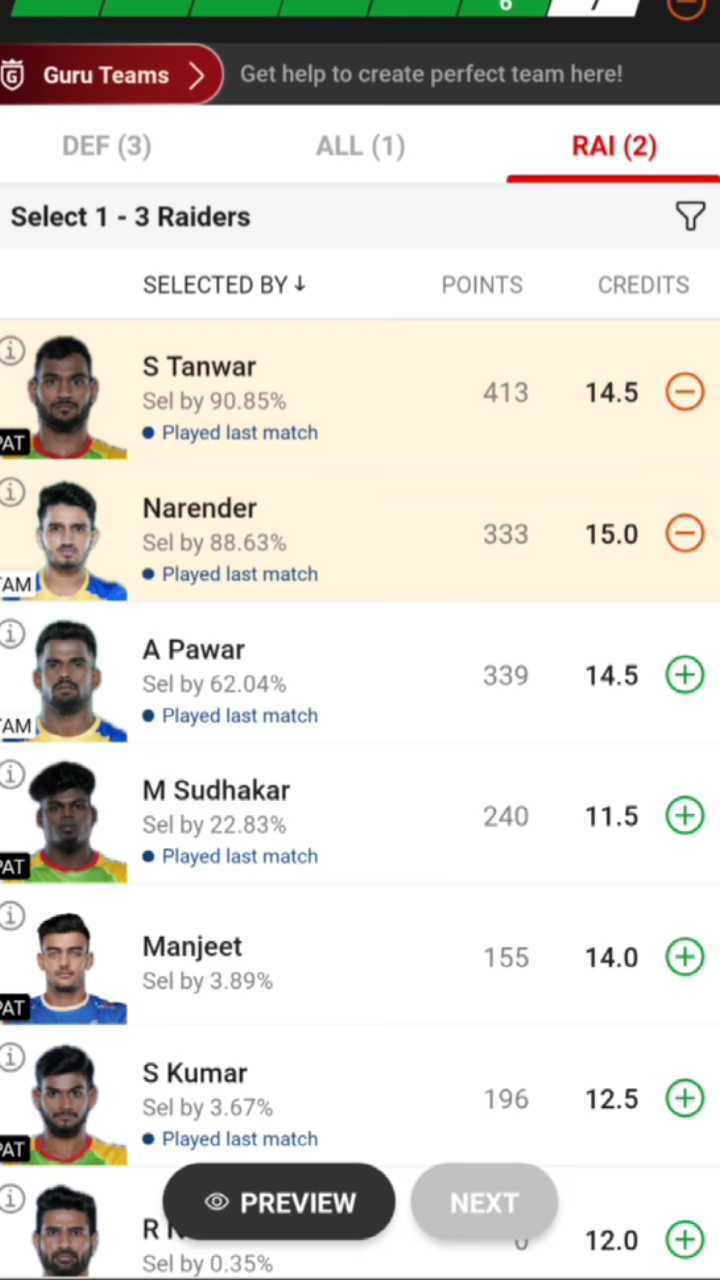 6 7
G Guru Teams Get help to create perfect team here!
DEF (3) ALL (1) RAI (2)
Select 1 - 3 Raiders
SELECTED BY POINTS CREDITS
S Tanwar
Sel by 90.85% 413 14.5
Played last match
PAT
Narender
Sel by 88.63% 333 15.0
Played last match
TAM
A Pawar
Sel by 62.04% 339 14.5
Played last match
TAM
M Sudhakar
Sel by 22.83% 240 11.5
Played last match
PAT
Manjeet
Sel by 3.89% 155 14.0
PAT
S Kumar
Sel by 3.67% 196 12.5
Played last match
PAT
PREVIEW NEXT
R
0 12.0
Sel by 0.35%